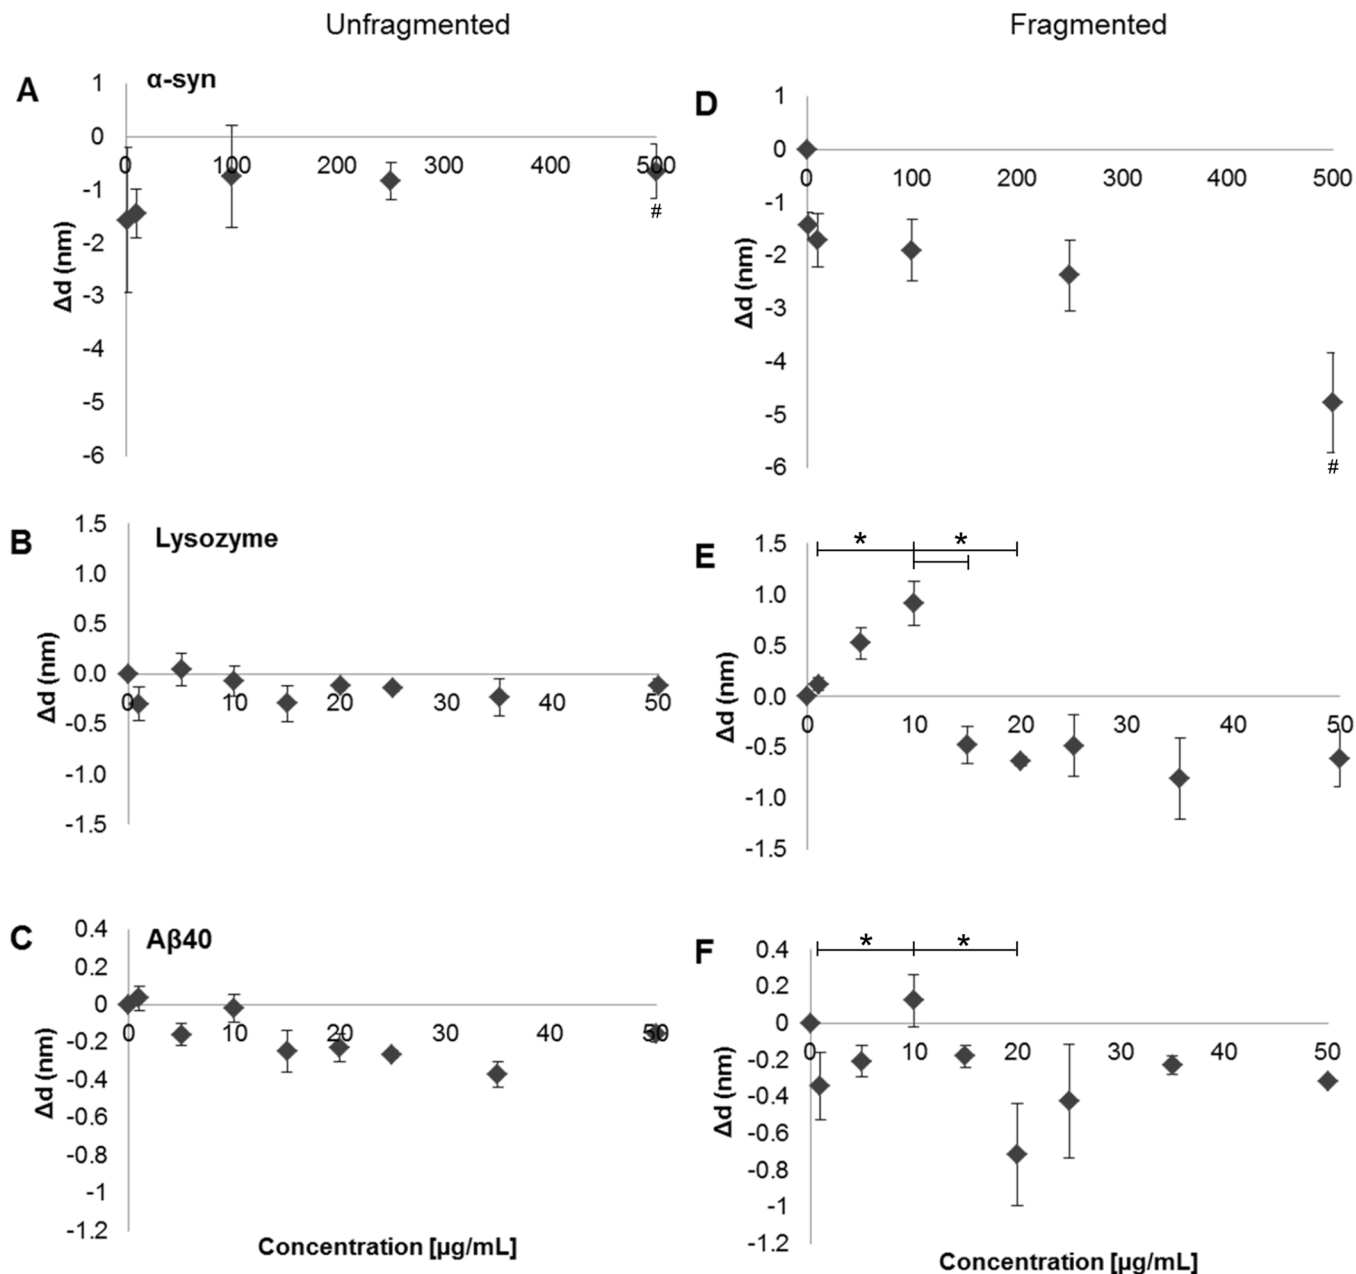 Unfragmented
Fragmented
A
α-syn
1
0
-1
-2
-3
-4
-5
-6
0 100 200 300 400 500
Δd (nm)
#
D
1
0
-1
-2
-3
-4
-5
-6
0 100 200 300 400 500
Δd (nm)
#
B
Lysozyme
1.5
1.0
0.5
0.0
-0.5
-1.0
-1.5
0 10 20 30 40 50
Δd (nm)
E
* *
1.5
1.0
0.5
0.0
-0.5
-1.0
-1.5
0 10 20 30 40 50
Δd (nm)
C
Aβ40
0.4
0.2
0
-0.2
-0.4
-0.6
-0.8
-1
-1.2
0 10 20 30 40 50
Δd (nm)
Concentration [µg/mL]
F
* *
0.4
0.2
0
-0.2
-0.4
-0.6
-0.8
-1
-1.2
0 10 20 30 40 50
Δd (nm)
Concentration [µg/mL]